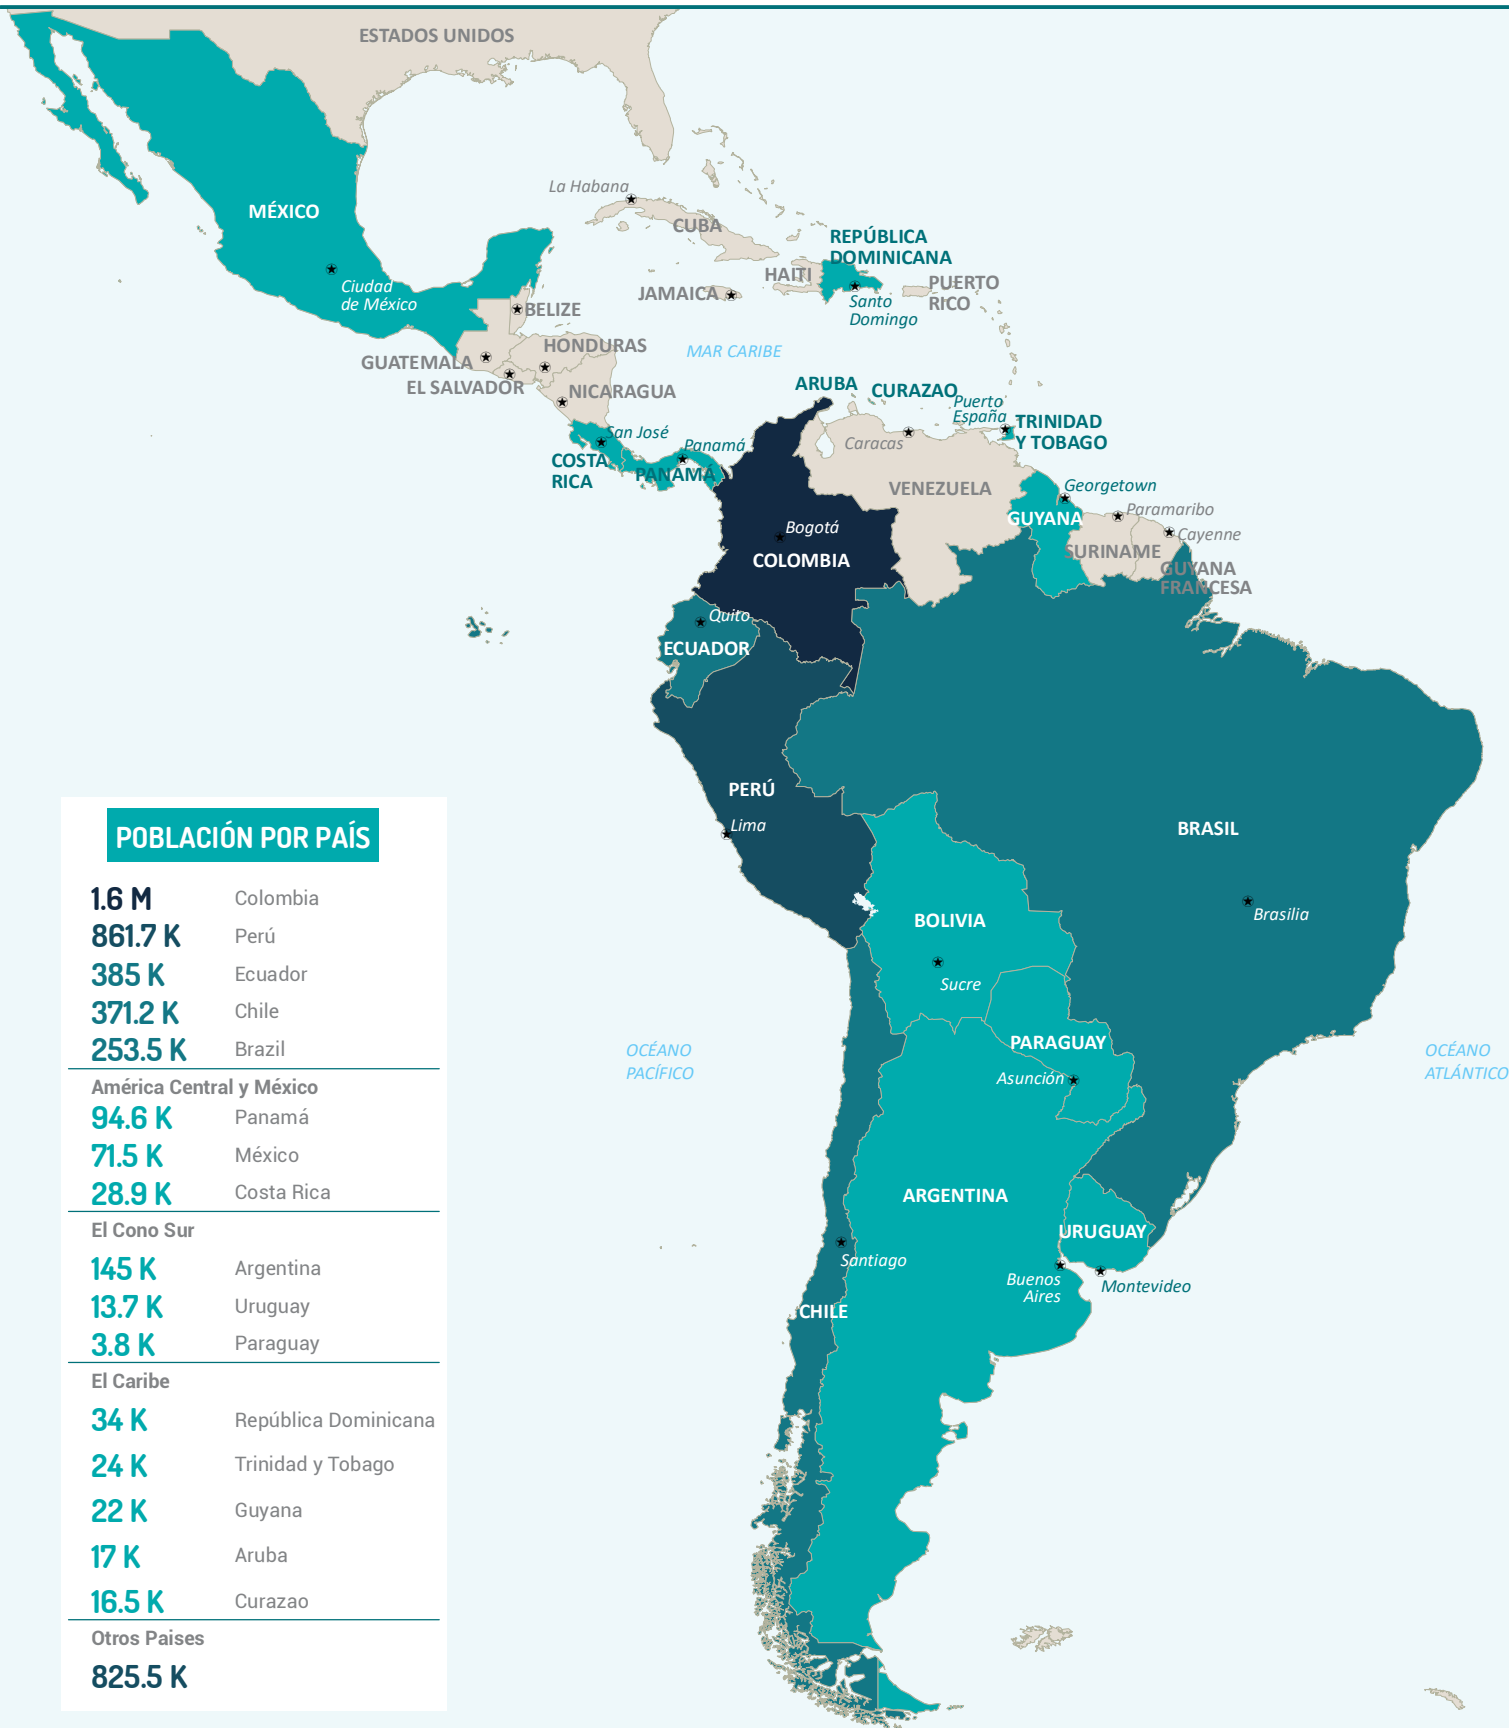 ESTADOS UNIDOS
La Habana
MÉXICO
CUBA
REPÚBLICA
DOMINICANA
HAITI
PUERTO
RICO
JAMAICA
Ciudad
de México
Santo
Domingo
BELIZE
HONDURAS
MAR CARIBE
GUATEMALA
EL SALVADOR
NICARAGUA
ARUBA
CURAZAO
Puerto
España
TRINIDAD
Y TOBAGO
San José
Panamá
Caracas
COSTA
RICA
PANAMÁ
VENEZUELA
Georgetown
Paramaribo
GUYANA
Bogotá
Cayenne
COLOMBIA
SURINAME
GUYANA
FRANCESA
Quito
ECUADOR
PERÚ
Lima
BRASIL
Brasilia
BOLIVIA
Sucre
OCÉANO
PACÍFICO
PARAGUAY
Asunción
OCÉANO
ATLÁNTICO
ARGENTINA
URUGUAY
Santiago
Buenos
Aires
Montevideo
CHILE
POBLACIÓN POR PAÍS
1.6 M Colombia
861.7 K Perú
385 K Ecuador
371.2 K Chile
253.5 K Brazil
América Central y México
94.6 K Panamá
71.5 K México
28.9 K Costa Rica
El Cono Sur
145 K Argentina
13.7 K Uruguay
3.8 K Paraguay
El Caribe
34 K República Dominicana
24 K Trinidad y Tobago
22 K Guyana
17 K Aruba
16.5 K Curazao
Otros Paises
825.5 K